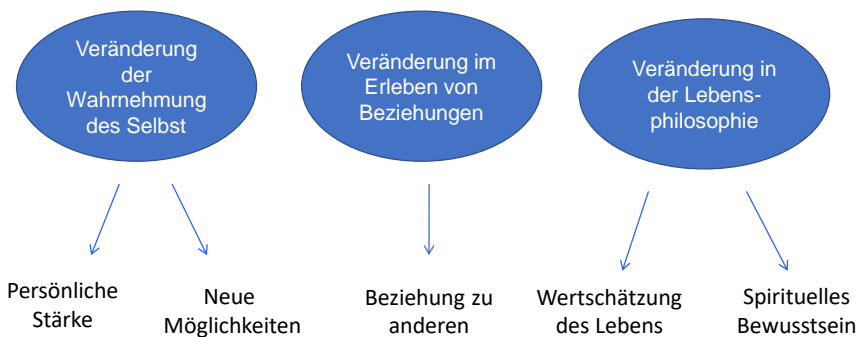 Veränderung
der
Wahrnehmung
des Selbst
Veränderung im
Erleben von
Beziehungen
Veränderung in
der Lebens-
philosophie
Persönliche
Stärke
Neue
Möglichkeiten
Beziehung zu
anderen
Wertschätzung
des Lebens
Spirituelles
Bewusstsein